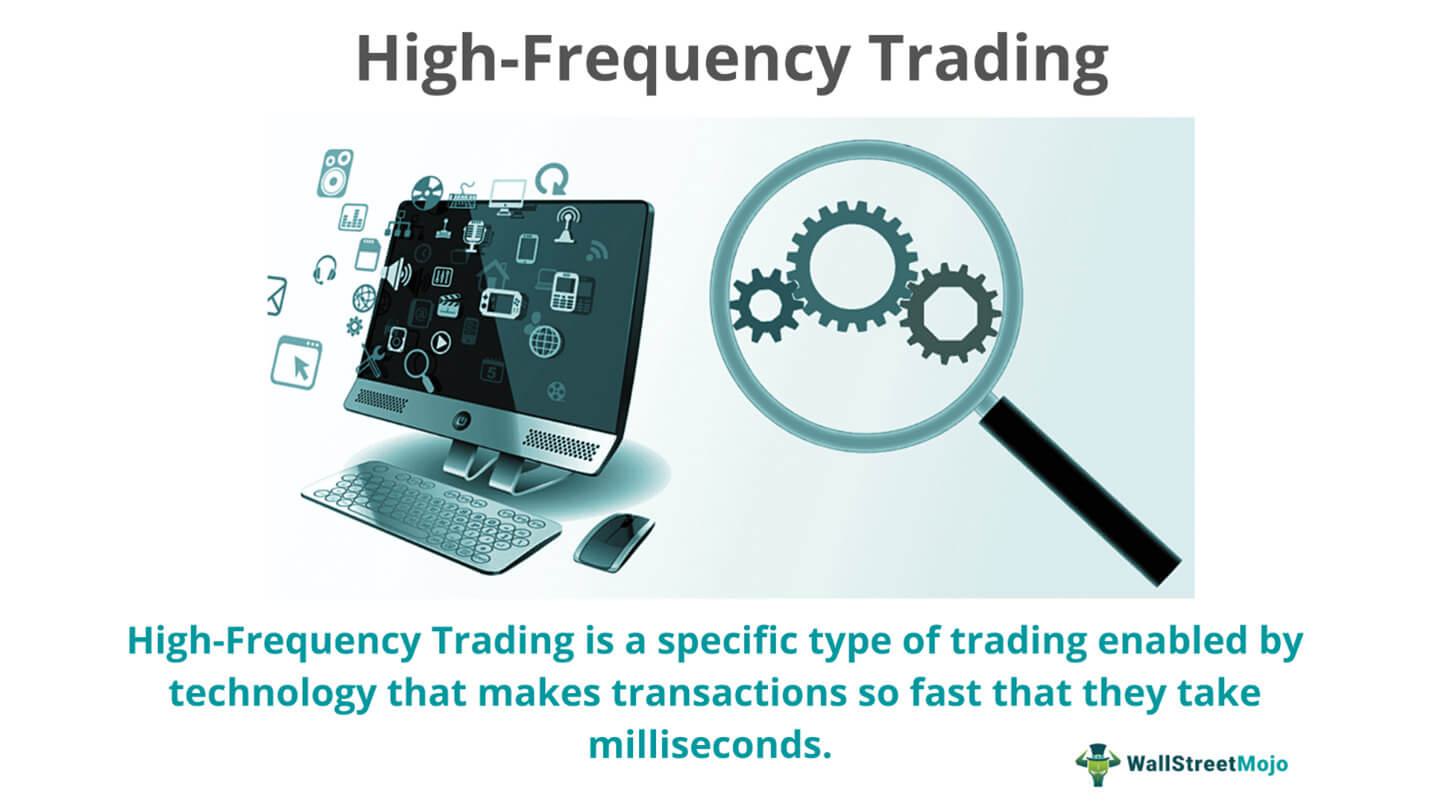 High-Frequency Trading
5
High-Frequency Trading is a specific type of trading enabled by
technology that makes transactions so fast that they take
milliseconds.
WallStreetMojo